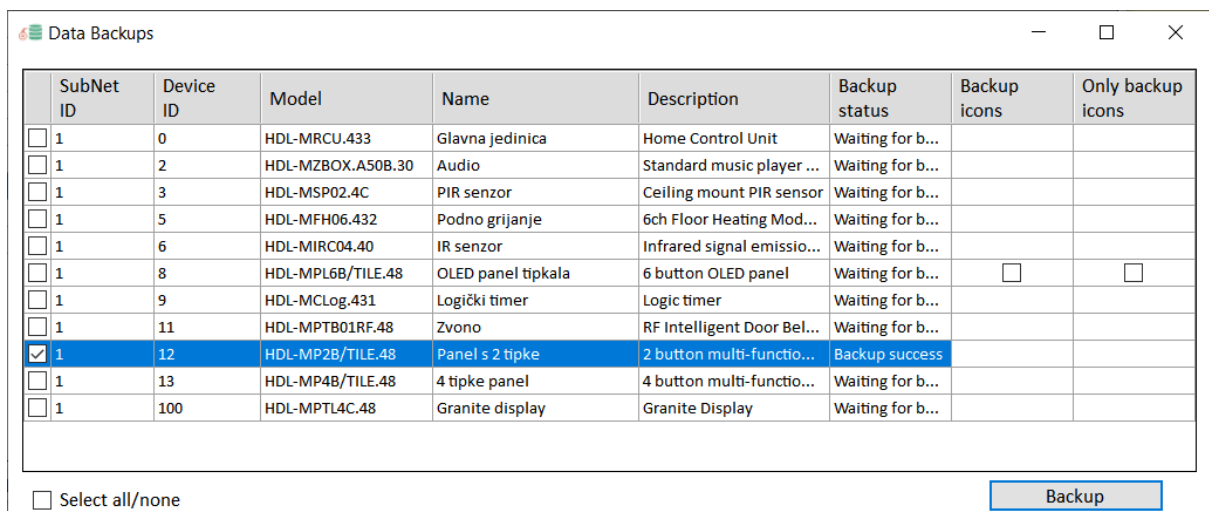 Data Backups
SubNet ID Device ID Model Name Description Backup status Backup icons Only backup icons
1 0 HDL-MRCU.433 Glavna jedinica Home Control Unit Waiting for b...
1 2 HDL-MZBOX.A50B.30 Audio Standard music player ... Waiting for b...
1 3 HDL-MSP02.4C PIR senzor Ceiling mount PIR sensor Waiting for b...
1 5 HDL-MFH06.432 Podno grijanje 6ch Floor Heating Mod... Waiting for b...
1 6 HDL-MIRC04.40 IR senzor Infrared signal emissio... Waiting for b...
1 8 HDL-MPL6B/TILE.48 OLED panel tipkala 6 button OLED panel Waiting for b...
1 9 HDL-MCLog.431 Logički timer Logic timer Waiting for b...
1 11 HDL-MPTB01RF.48 Zvono RF Intelligent Door Bel... Waiting for b...
1 12 HDL-MP2B/TILE.48 Panel s 2 tipke 2 button multi-functio... Backup success
1 13 HDL-MP4B/TILE.48 4 tipke panel 4 button multi-functio... Waiting for b...
1 100 HDL-MPTL4C.48 Granite display Granite Display Waiting for b...
Select all/none Backup